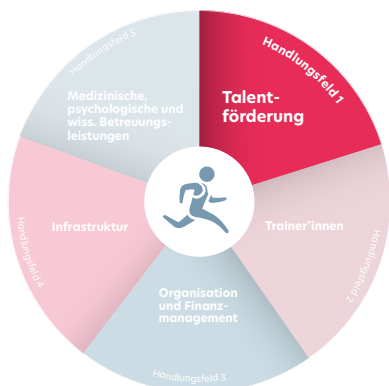 Handlungsfeld 1
Talent-
förderung
Handlungsfeld 2
Trainer*innen
Handlungsfeld 3
Organisation
und Finanz-
management
Handlungsfeld 4
Infrastruktur
Handlungsfeld 5
Medizinische,
psychologische und
wiss. Betreuungs-
leistungen